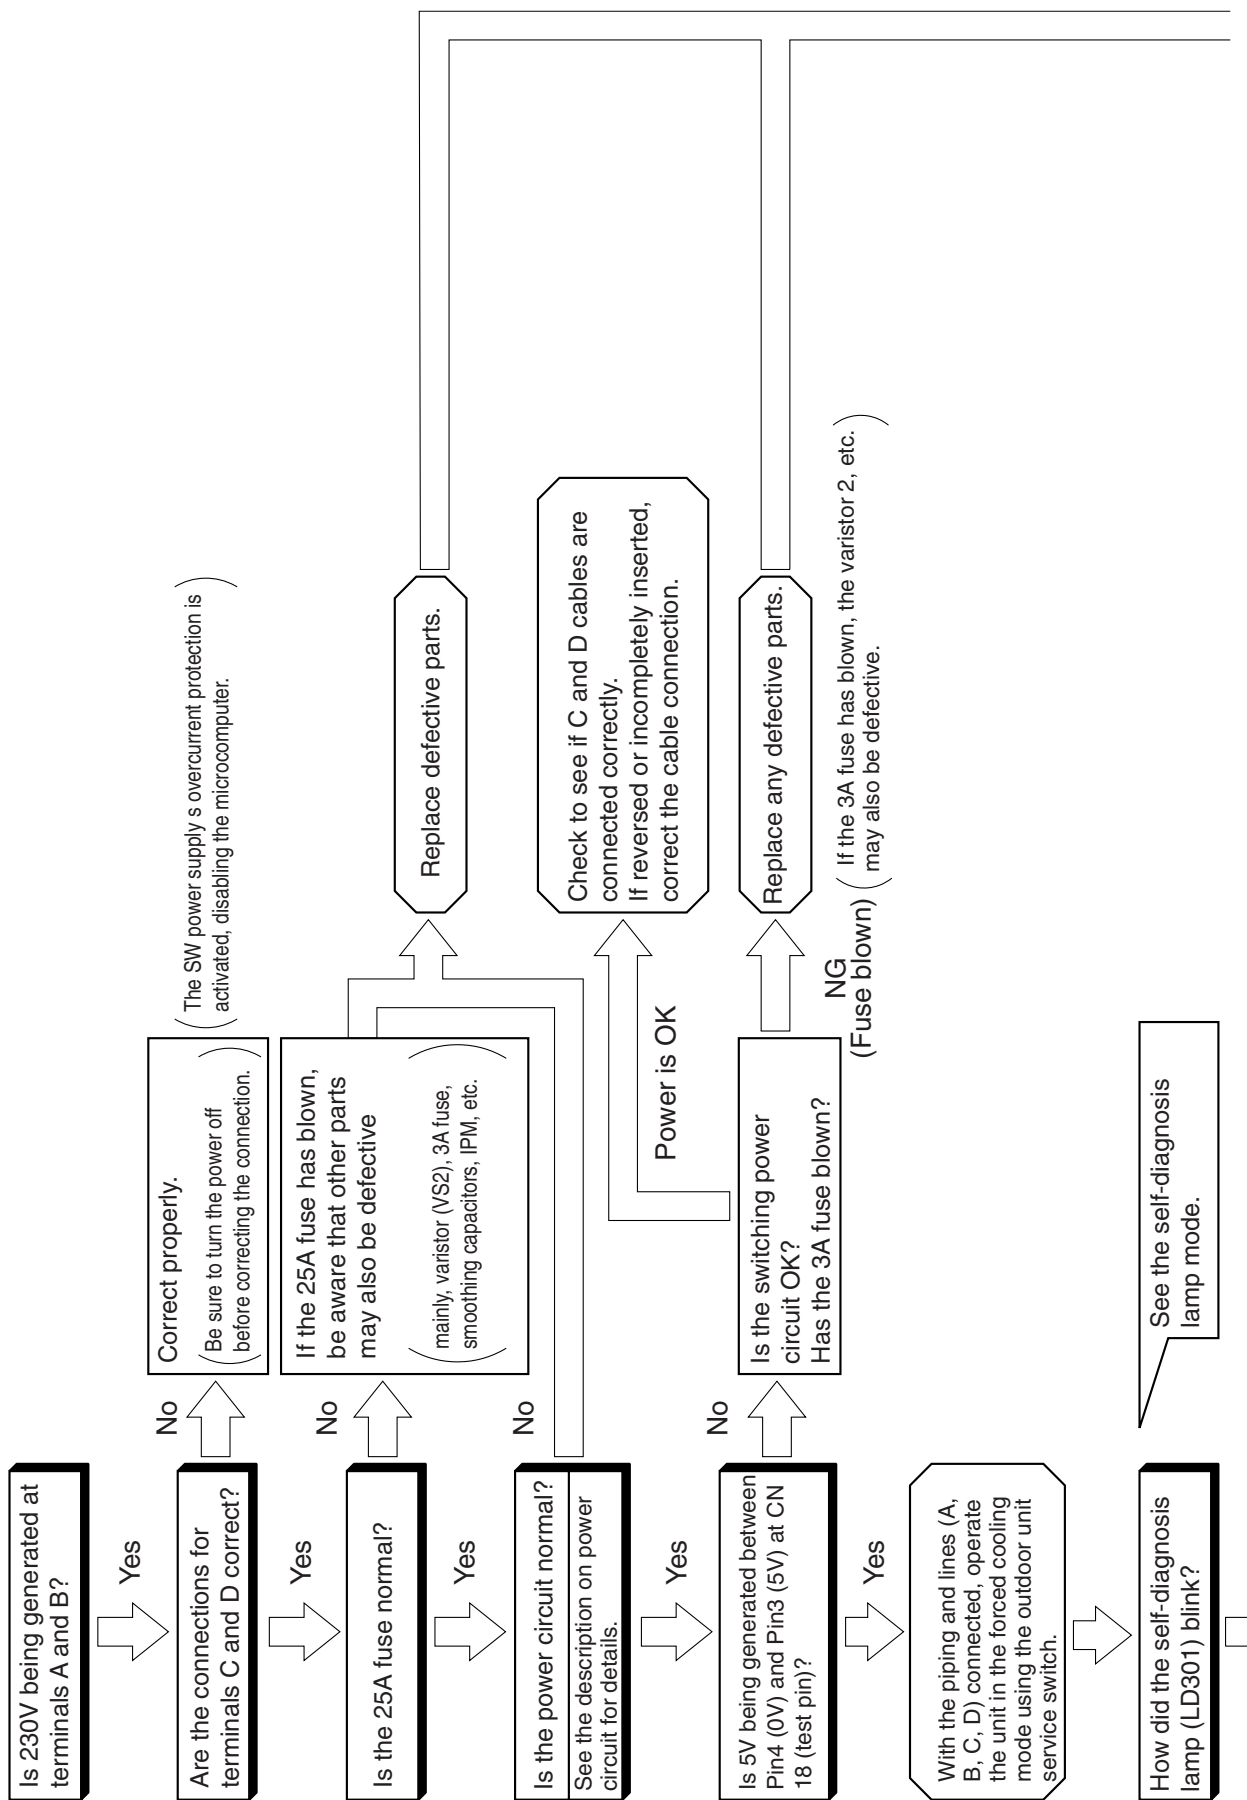 Is 230V being generated at
terminals A and B?
Yes
Are the connections for
terminals C and D correct?
No
Correct properly.
Be sure to turn the power off
before correcting the connection.
The SW power supply s overcurrent protection is
activated, disabling the microcomputer.
Yes
Is the 25A fuse normal?
No
If the 25A fuse has blown,
be aware that other parts
may also be defective
mainly, varistor (VS2), 3A fuse,
smoothing capacitors, IPM, etc.
Replace defective parts.
Yes
Is the power circuit normal?
See the description on power
circuit for details.
No
Yes
Is 5V being generated between
Pin4 (0V) and Pin3 (5V) at CN
18 (test pin)?
No
Is the switching power
circuit OK?
Has the 3A fuse blown?
Power is OK
Check to see if C and D cables are
connected correctly.
If reversed or incompletely inserted,
correct the cable connection.
NG
(Fuse blown)
Replace any defective parts.
If the 3A fuse has blown, the varistor 2, etc.
may also be defective.
Yes
With the piping and lines (A,
B, C, D) connected, operate
the unit in the forced cooling
mode using the outdoor unit
service switch.
How did the self-diagnosis
lamp (LD301) blink?
See the self-diagnosis
lamp mode.